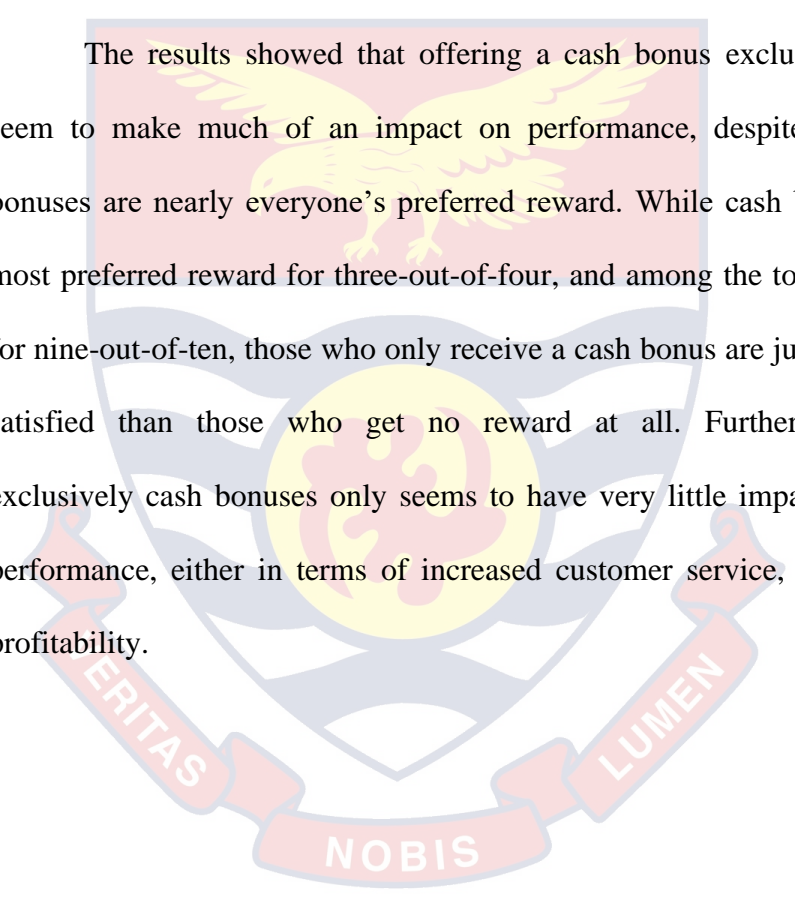 The results showed that offering a cash bonus exclu
seem to make much of an impact on performance, despite
bonuses are nearly everyone's preferred reward. While cash
most preferred reward for three-out-of-four, and among the to
for nine-out-of-ten, those who only receive a cash bonus are ju
satisfied than those who get no reward at all. Further
exclusively cash bonuses only seems to have very little impa
performance, either in terms of increased customer service,
profitability.
VERITAS
NOBIS
LUMEN